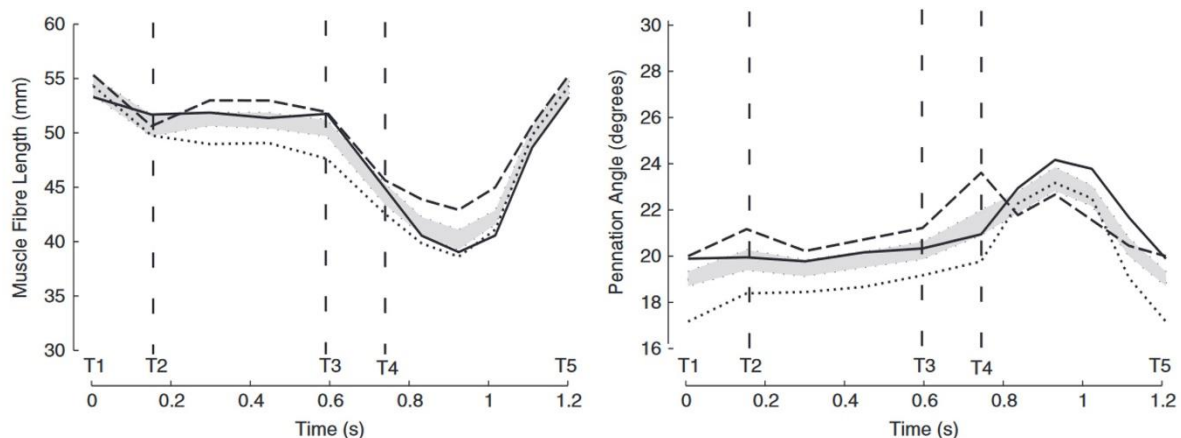 Muscle Fibre Length (mm)
60
55
50
45
40
35
30
T1 T2 T3 T4 T5
0 0.2 0.4 0.6 0.8 1 1.2
Time (s)
Pennation Angle (degrees)
30
28
26
24
22
20
18
16
T1 T2 T3 T4 T5
0 0.2 0.4 0.6 0.8 1 1.2
Time (s)